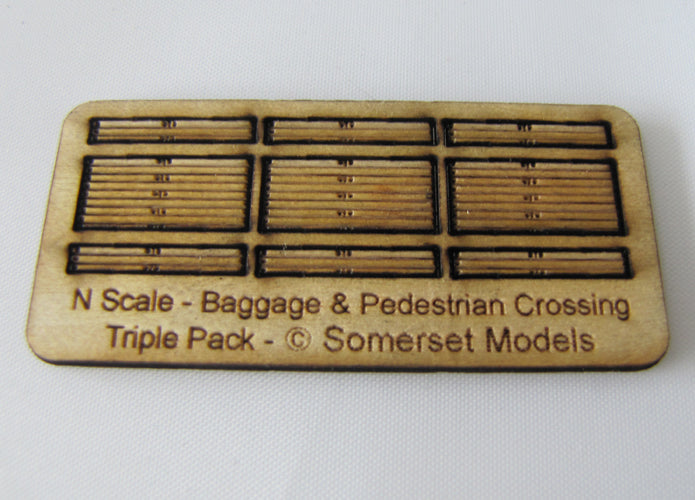 N Scale - Baggage & Pedestrian Crossing
Triple Pack - © Somerset Models